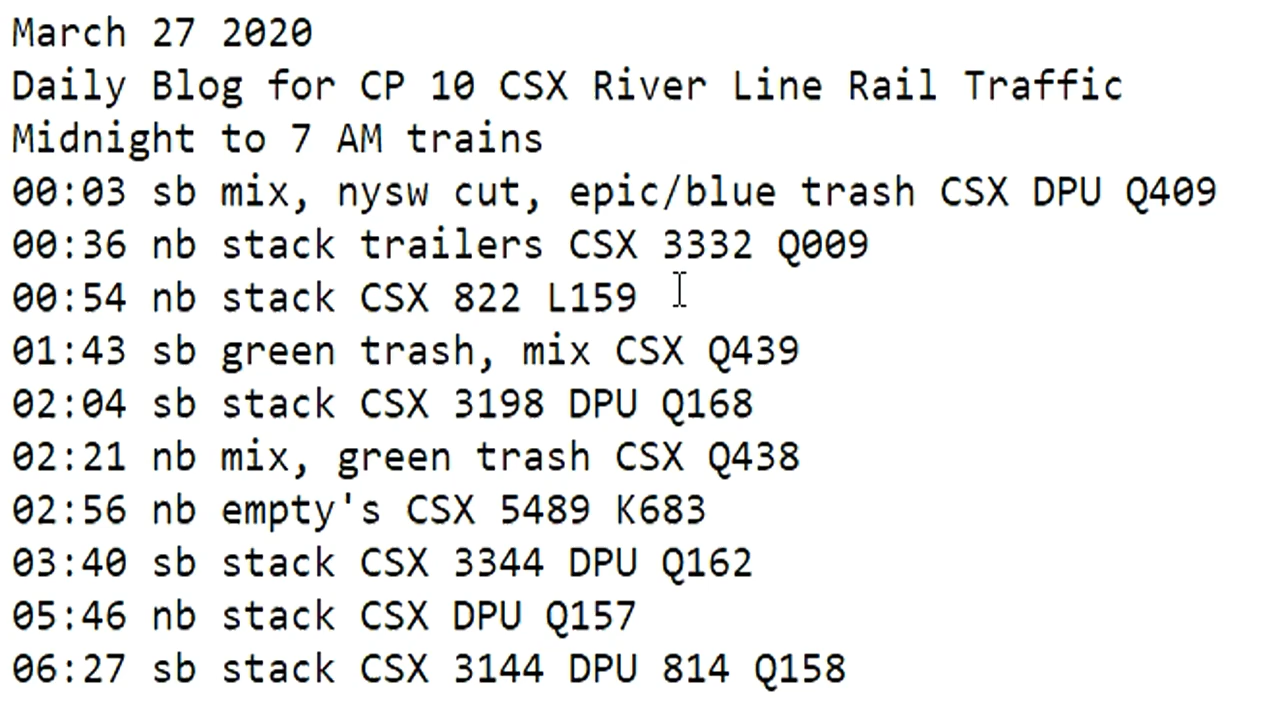 March 27 2020
Daily Blog for CP 10 CSX River Line Rail Traffic
Midnight to 7 AM trains
00:03 sb mix, nysw cut, epic/blue trash CSX DPU Q409
00:36 nb stack trailers CSX 3332 Q009
00:54 nb stack CSX 822 L159
01:43 sb green trash, mix CSX Q439
02:04 sb stack CSX 3198 DPU Q168
02:21 nb mix, green trash CSX Q438
02:56 nb empty's CSX 5489 K683
03:40 sb stack CSX 3344 DPU Q162
05:46 nb stack CSX DPU Q157
06:27 sb stack CSX 3144 DPU 814 Q158